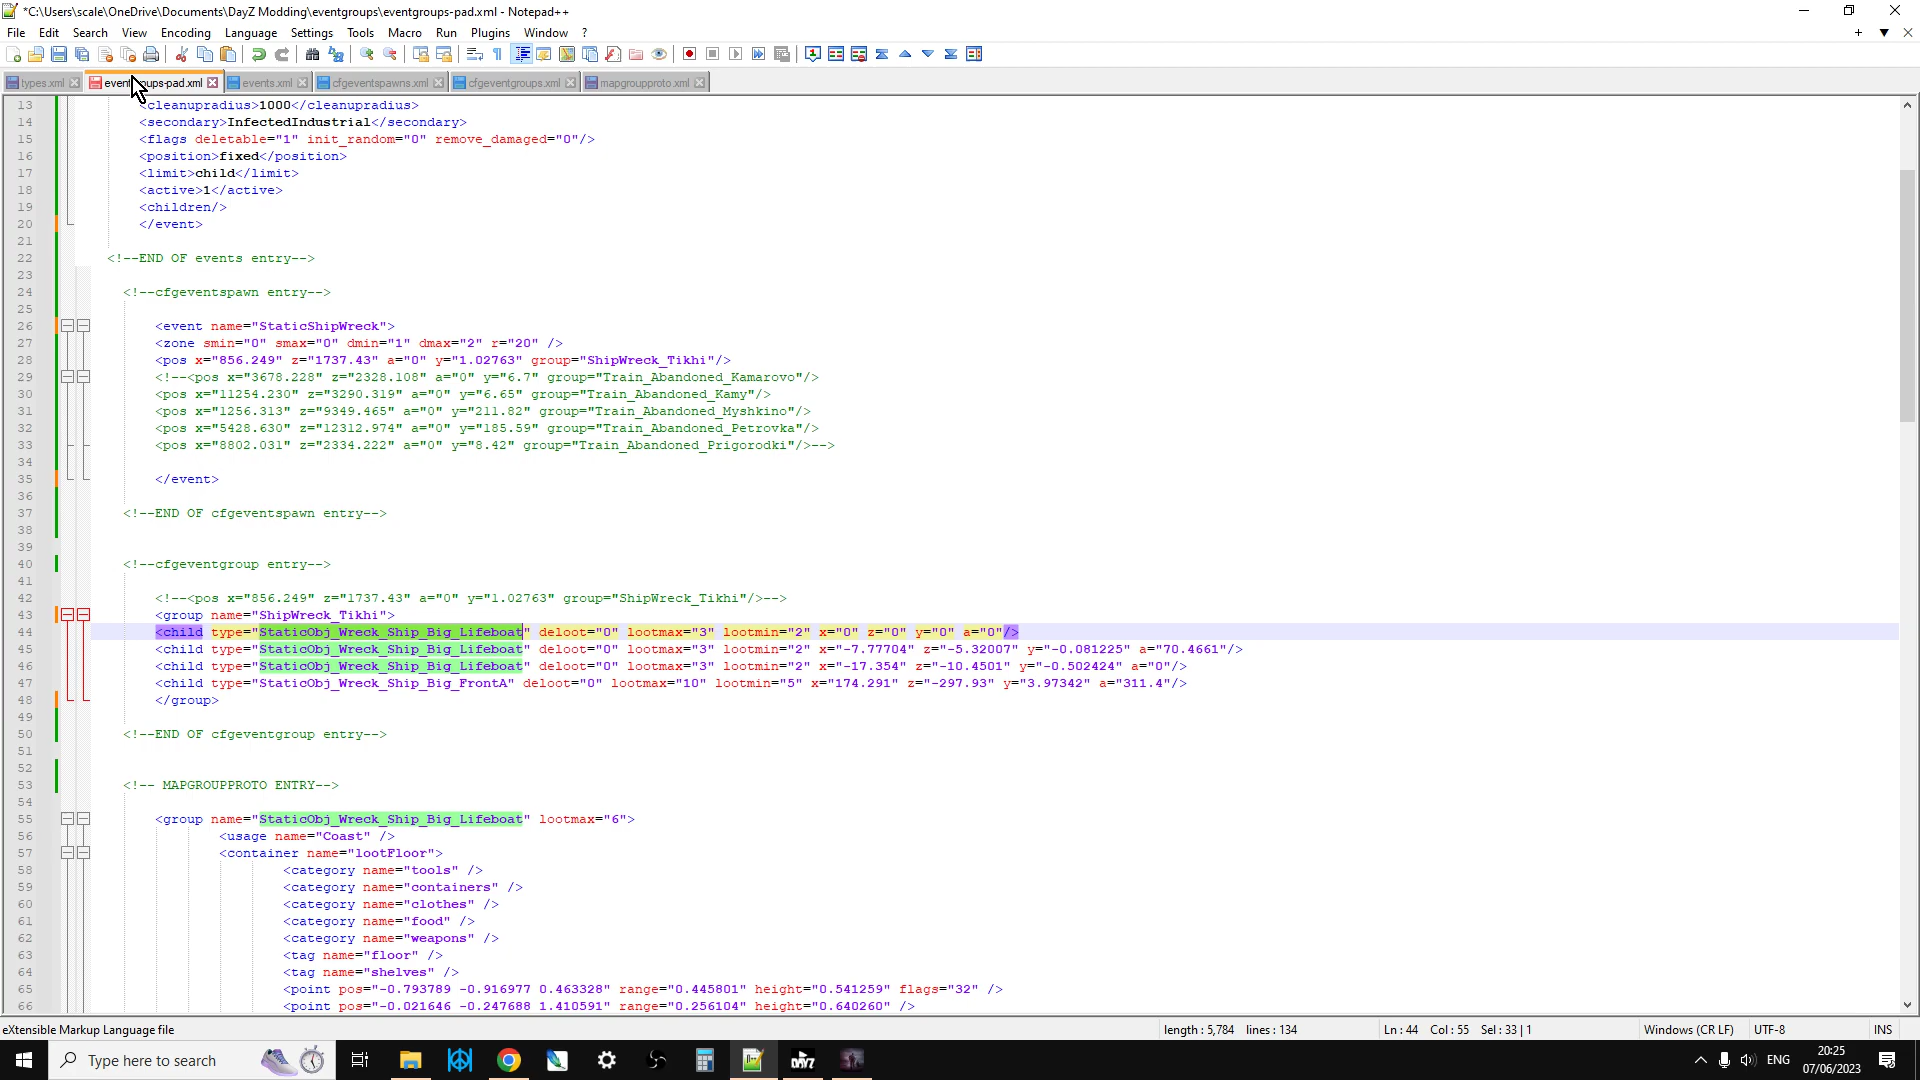 *C:\Users\scale\OneDrive\Documents\DayZ Modding\eventgroups\eventgroups-pad.xml - Notepad++
File Edit Search View Encoding Language Settings Tools Macro Run Plugins Window ?
types.xml events.xml cfgeventspawns.xml cfgeventgroups.xml mapgroupproto.xml
13 <cleanupradius>1000</cleanupradius>
14 <secondary>InfectedIndustrial</secondary>
15 <flags deletable="1" init_random="0" remove_damaged="0"/>
16 <position>fixed</position>
17 <limit>child</limit>
18 <active>1</active>
19 <children/>
20 </event>
21
22 <!--END OF events entry-->
23
24 <!--cfgeventspawn entry-->
25
26 <event name="StaticShipWreck">
27 <zone smin="0" smax="0" dmin="1" dmax="2" r="20" />
28 <pos x="856.249" z="1737.43" a="0" y="1.02763" group="ShipWreck_Tikhi"/>
29 <!--<pos x="3678.228" z="2328.108" a="0" y="6.7" group="Train_Abandoned_Kamarovo"/>
30 <pos x="11254.230" z="3290.319" a="0" y="6.65" group="Train_Abandoned_Kamy"/>
31 <pos x="1256.313" z="9349.465" a="0" y="211.82" group="Train_Abandoned_Myshkino"/>
32 <pos x="5428.630" z="12312.974" a="0" y="185.59" group="Train_Abandoned_Petrovka"/>
33 <pos x="8802.031" z="2334.222" a="0" y="8.42" group="Train_Abandoned_Prigorodki"/>-->
34
35 </event>
36
37 <!--END OF cfgeventspawn entry-->
38
39
40 <!--cfgeventgroup entry-->
41
42 <!--<pos x="856.249" z="1737.43" a="0" y="1.02763" group="ShipWreck_Tikhi"/>-->
43 <group name="ShipWreck_Tikhi">
44 <child type="StaticObj_Wreck_Ship_Big_Lifeboat" deloot="0" lootmax="3" lootmin="2" x="0" z="0" y="0" a="0"/>
45 <child type="StaticObj_Wreck_Ship_Big_Lifeboat" deloot="0" lootmax="3" lootmin="2" x="-7.77704" z="-5.32007" y="-0.081225" a="70.4661"/>
46 <child type="StaticObj_Wreck_Ship_Big_Lifeboat" deloot="0" lootmax="3" lootmin="2" x="-17.354" z="-10.4501" y="-0.502424" a="0"/>
47 <child type="StaticObj_Wreck_Ship_Big_FrontA" deloot="0" lootmax="10" lootmin="5" x="174.291" z="-297.93" y="3.97342" a="311.4"/>
48 </group>
49
50 <!--END OF cfgeventgroup entry-->
51
52
53 <!-- MAPGROUPPROTO ENTRY-->
54
55 <group name="StaticObj_Wreck_Ship_Big_Lifeboat" lootmax="6">
56 <usage name="Coast" />
57 <container name="lootFloor">
58 <category name="tools" />
59 <category name="containers" />
60 <category name="clothes" />
61 <category name="food" />
62 <category name="weapons" />
63 <tag name="floor" />
64 <tag name="shelves" />
65 <point pos="-0.793789 -0.916977 0.463328" range="0.445801" height="0.541259" flags="32" />
66 <point pos="-0.021646 -0.247688 1.410591" range="0.256104" height="0.640260" />
eXtensible Markup Language file length : 5,784 lines : 134 Ln : 44 Col : 55 Sel : 33 | 1 Windows (CR LF) UTF-8 INS
Type here to search DAYZ ENG 20:25
07/06/2023